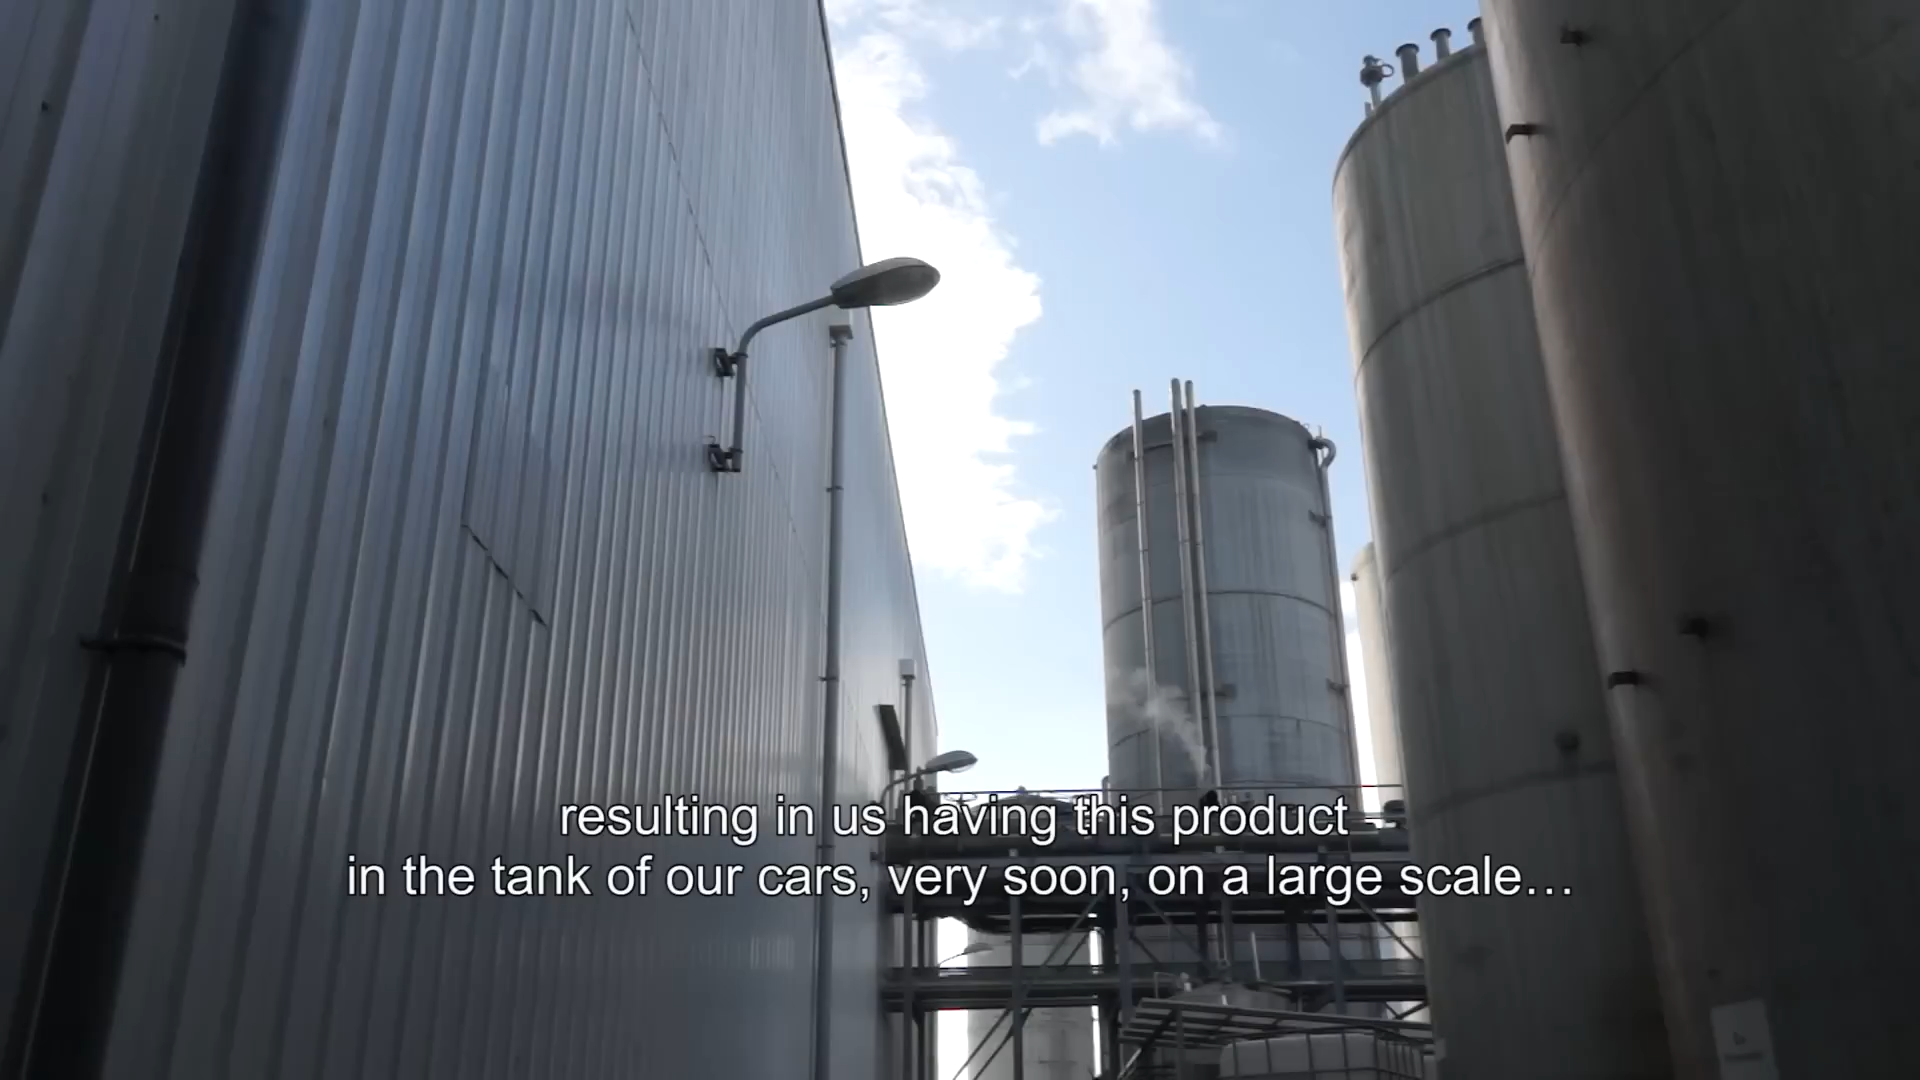 resulting in us having this product
in the tank of our cars, very soon, on a large scale…